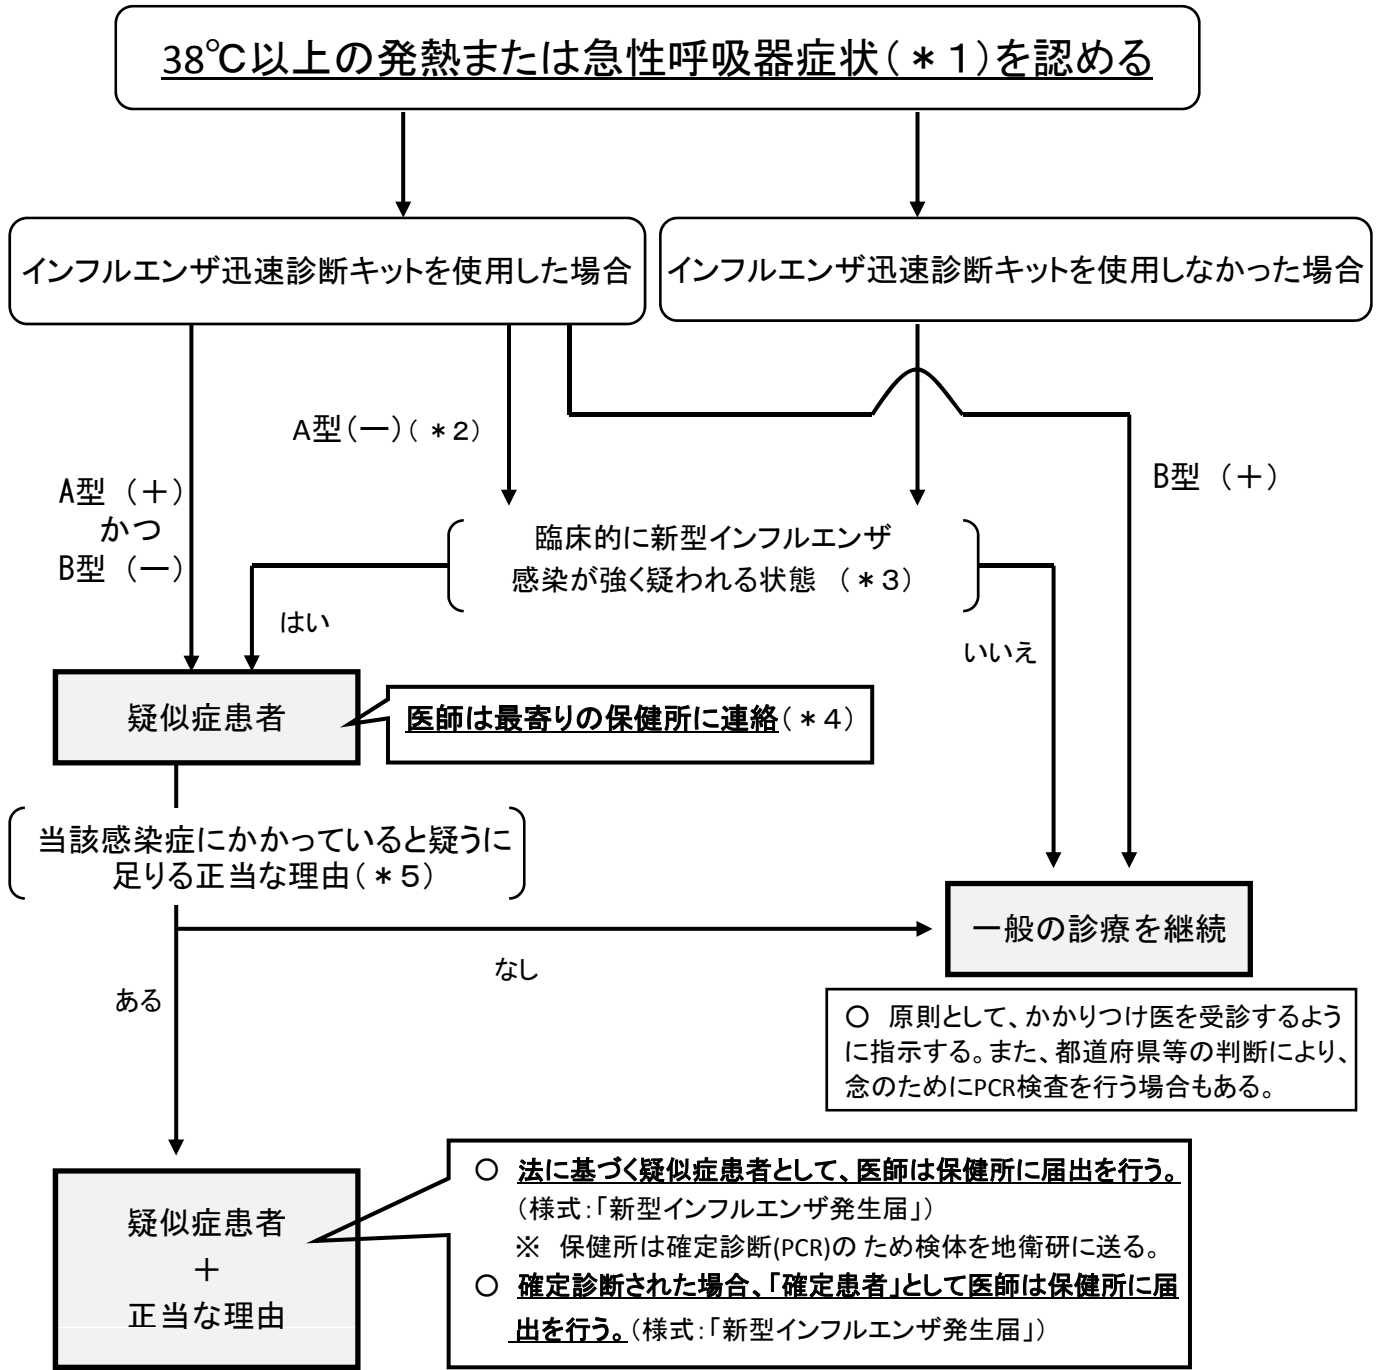 38℃以上の発熱または急性呼吸器症状(＊１)を認める
インフルエンザ迅速診断キットを使用した場合
インフルエンザ迅速診断キットを使用しなかった場合
A型(－)(＊2)
A型 (＋)
かつ
B型 (－)
B型 (＋)
臨床的に新型インフルエンザ
感染が強く疑われる状態 (＊3)
はい
いいえ
疑似症患者
医師は最寄りの保健所に連絡(＊4)
当該感染症にかかっていると疑うに
足りる正当な理由(＊5)
一般の診療を継続
なし
ある
○ 原則として、かかりつけ医を受診するよう
に指示する。また、都道府県等の判断により、
念のためにPCR検査を行う場合もある。
疑似症患者
＋
正当な理由
○ 法に基づく疑似症患者として、医師は保健所に届出を行う。
(様式:「新型インフルエンザ発生届」)
※ 保健所は確定診断(PCR)のため検体を地衛研に送る。
○ 確定診断された場合、「確定患者」として医師は保健所に届
出を行う。(様式:「新型インフルエンザ発生届」)